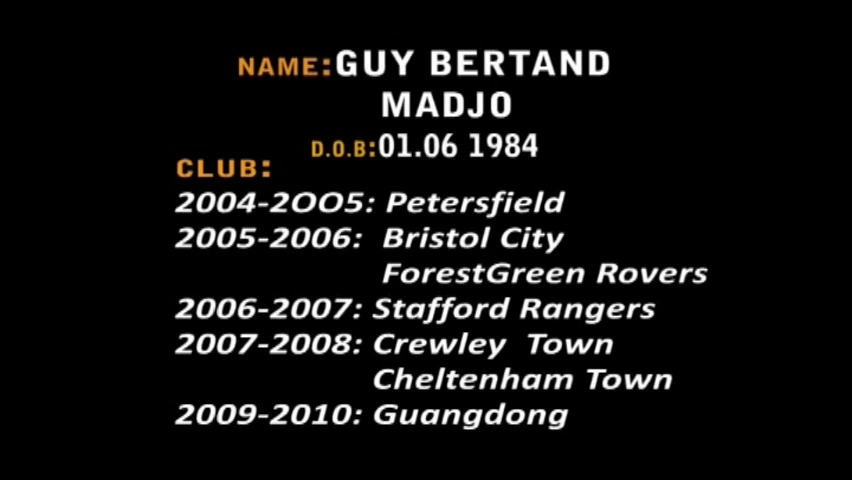 NAME:GUY BERTAND
MADJO
D.O.B:01.06 1984
CLUB:
2004-2OO5: Petersfield
2005-2006: Bristol City
ForestGreen Rovers
2006-2007: Stafford Rangers
2007-2008: Crewley Town
Cheltenham Town
2009-2010: Guangdong